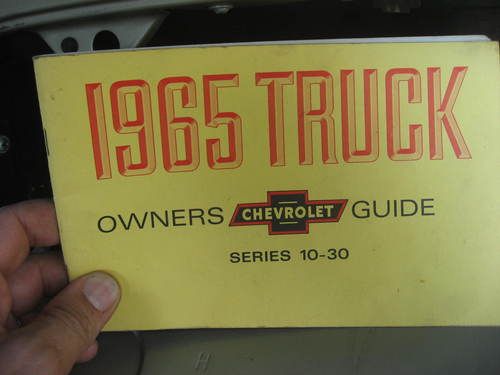 1965 TRUCK
OWNERS CHEVROLET GUIDE
SERIES 10-30
H